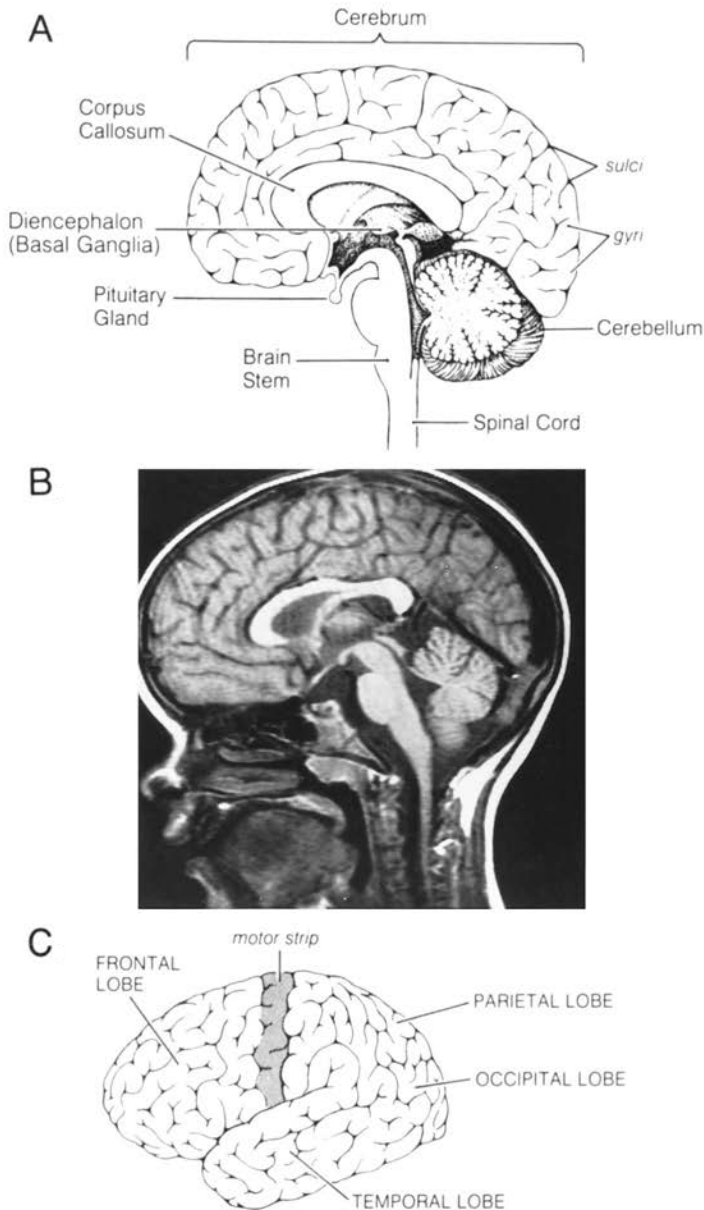 A
Cerebrum
Corpus
Callosum
sulci
Diencephalon
(Basal Ganglia)
gyri
Pituitary
Gland
Cerebellum
Brain
Stem
Spinal Cord
B
C
motor strip
FRONTAL
LOBE
PARIETAL LOBE
OCCIPITAL LOBE
TEMPORAL LOBE